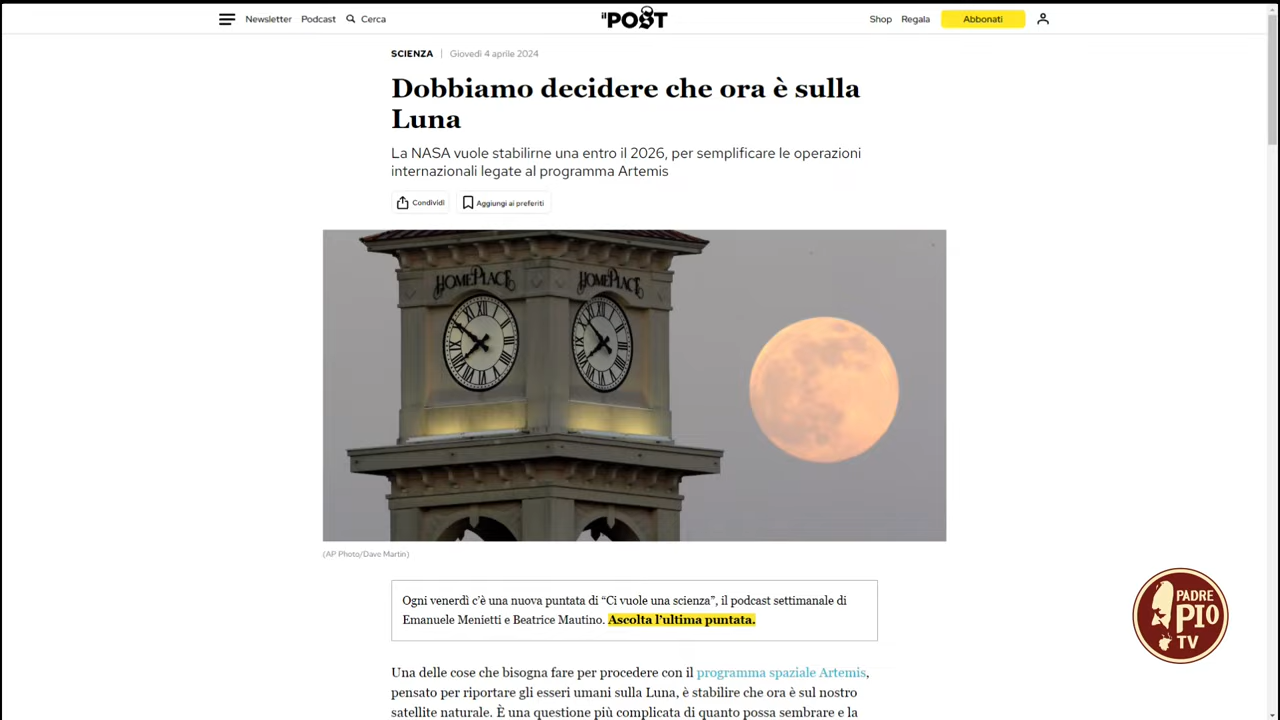 Newsletter Podcast Cerca
il POST
Shop Regala Abbonati
SCIENZA Giovedì 4 aprile 2024
Dobbiamo decidere che ora è sulla
Luna
La NASA vuole stabilirne una entro il 2026, per semplificare le operazioni
internazionali legate al programma Artemis
Condividi Aggiungi ai preferiti
HOMEPLACE HOMEPLACE
(AP Photo/Dave Martin)
Ogni venerdì c'è una nuova puntata di “Ci vuole una scienza”, il podcast settimanale di
Emanuele Menietti e Beatrice Mautino. Ascolta l'ultima puntata.
PADRE
PIO
TV
Una delle cose che bisogna fare per procedere con il programma spaziale Artemis,
pensato per riportare gli esseri umani sulla Luna, è stabilire che ora è sul nostro
satellite naturale. È una questione più complicata di quanto possa sembrare e la